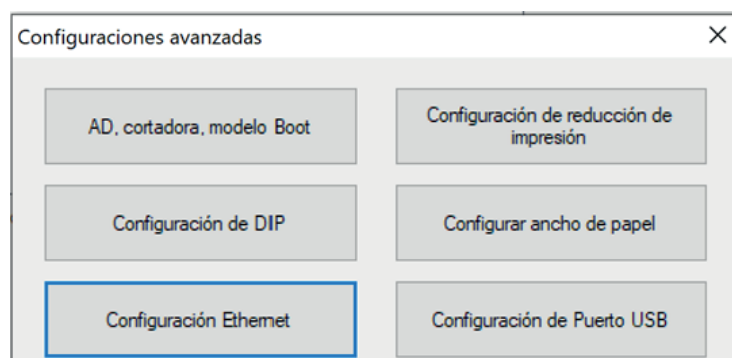 Configuraciones avanzadas
AD, cortadora, modelo Boot
Configuración de reducción de
impresión
Configuración de DIP
Configurar ancho de papel
Configuración Ethernet
Configuración de Puerto USB